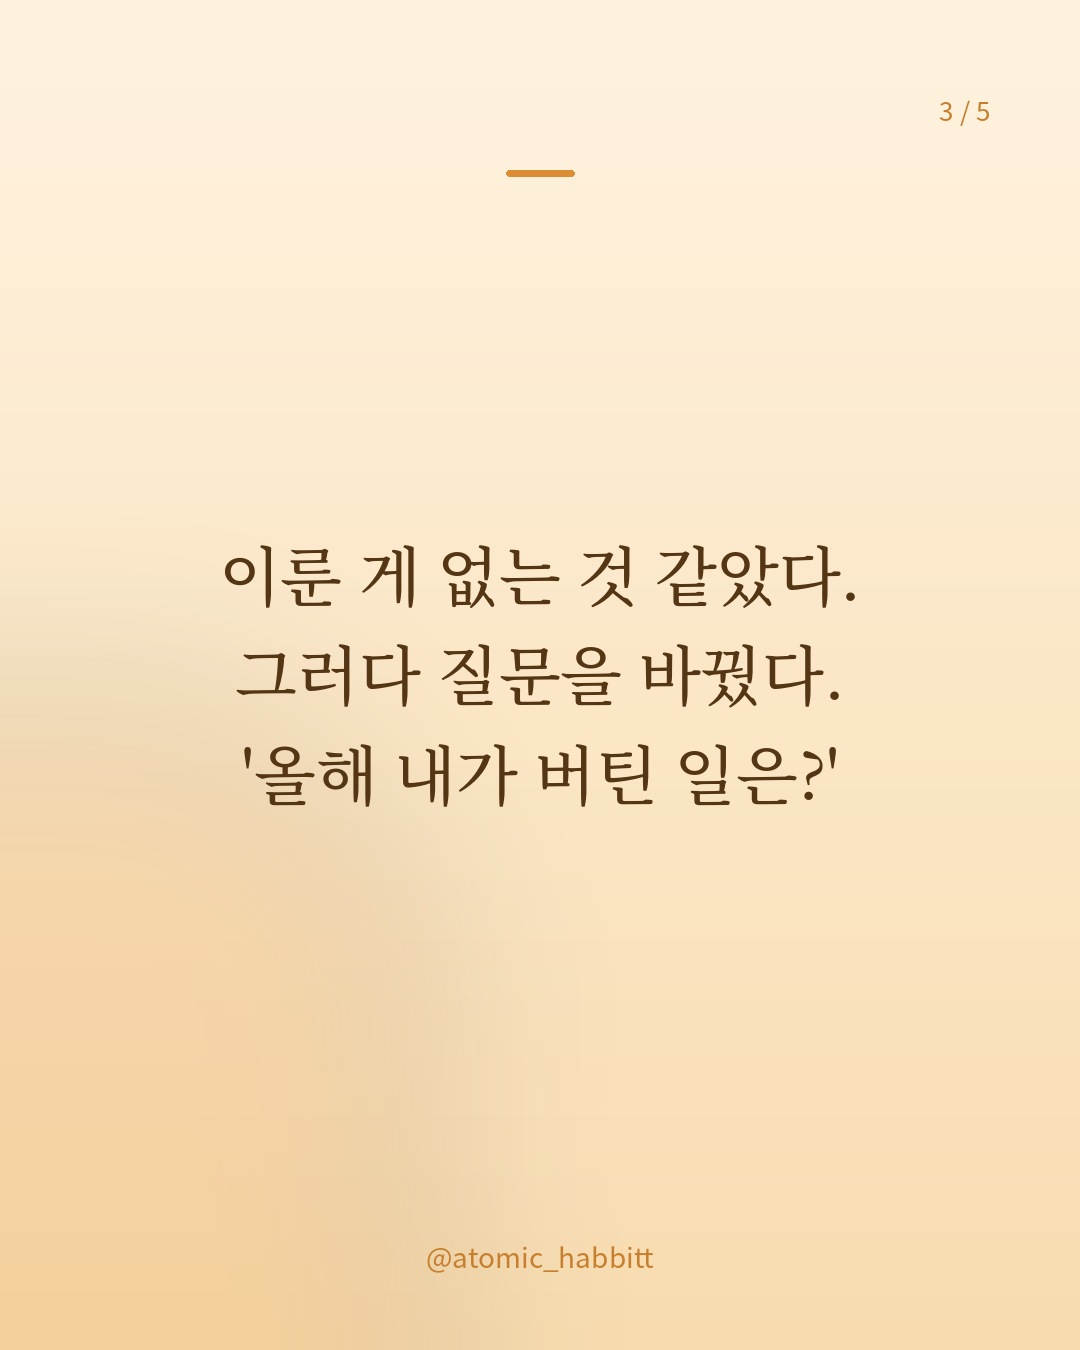 3 / 5
이룬 게 없는 것 같았다.
그러다 질문을 바꿨다.
'올해 내가 버틴 일은?'
@atomic_habbitt